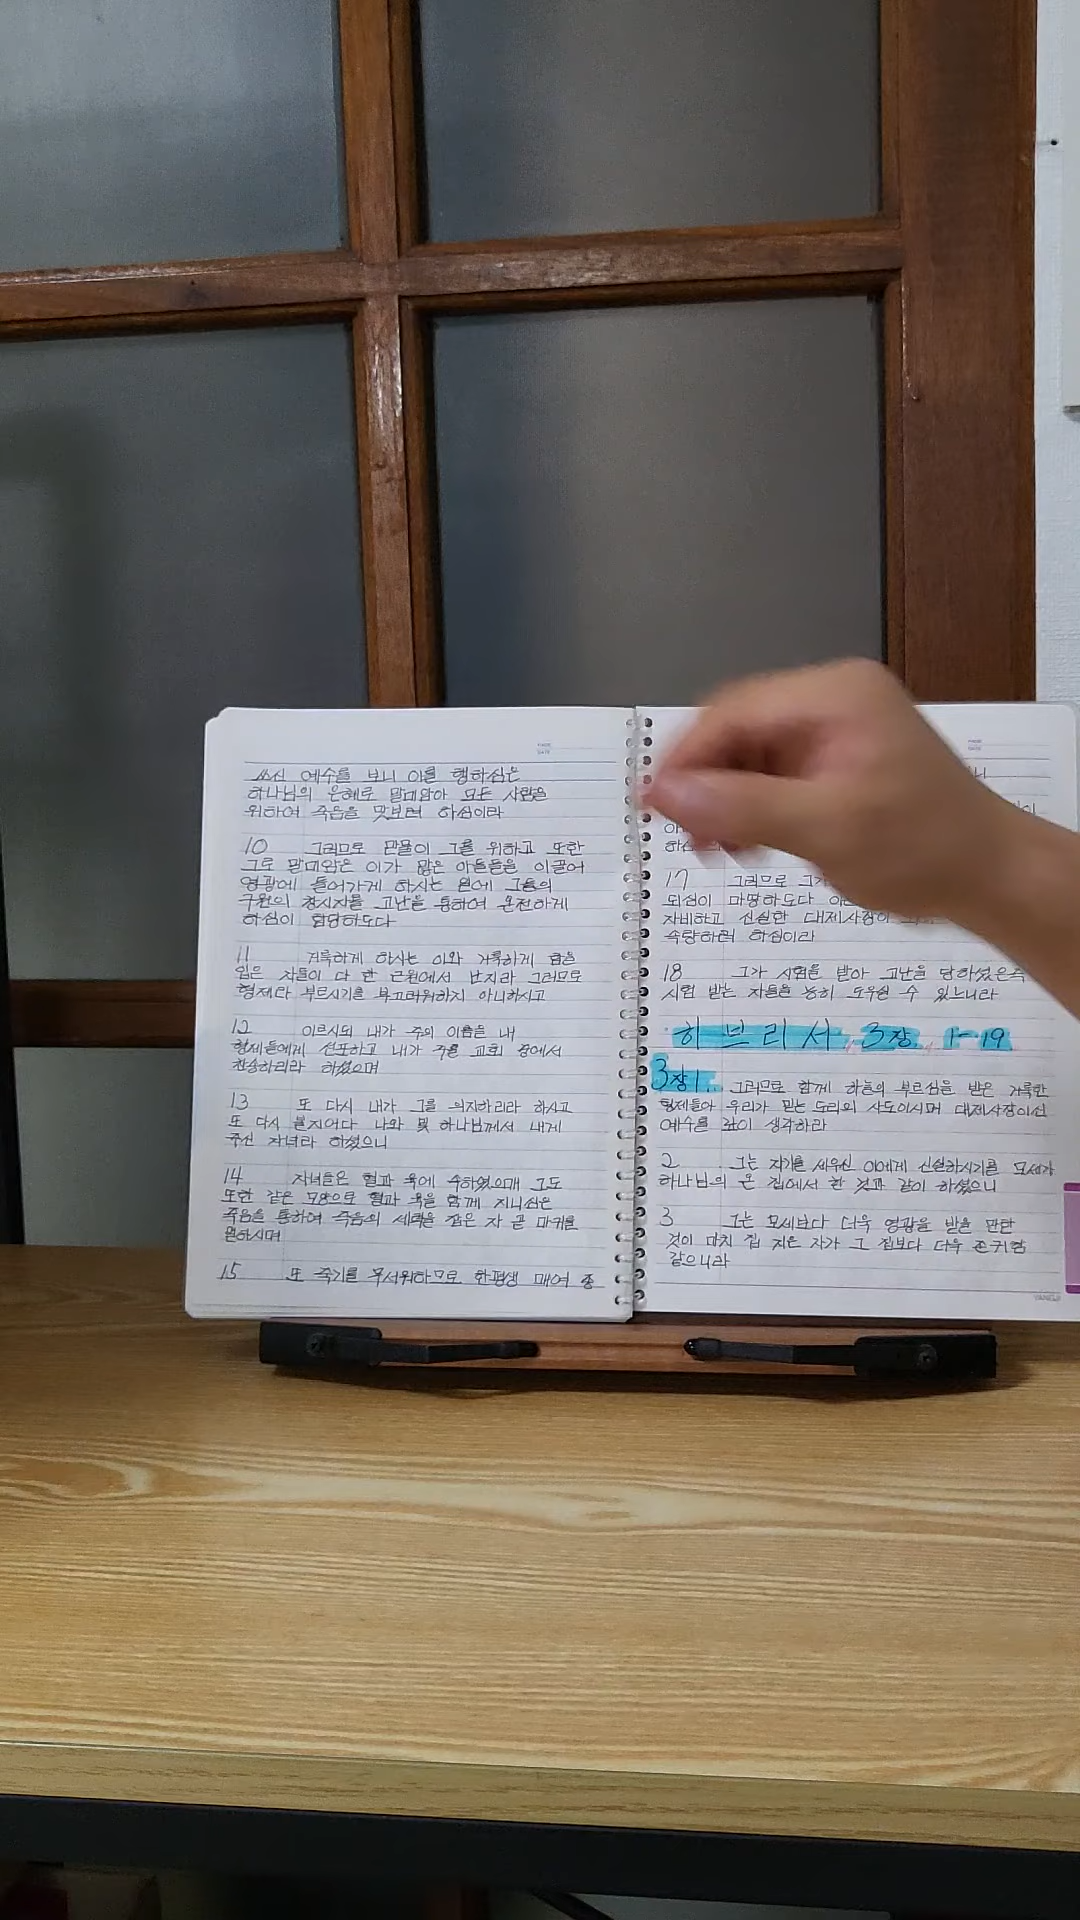 쓰신 예수를 보니 이를 행하심은
하나님의 은혜로 말미암아 모든 사람을
위하여 죽음을 맛보려 하심이라
10 그러므로 만물이 그를 위하고 또한
그로 말미암은 이가 많은 아들들을 이끌어
영광에 들어가게 하시는 일에 그들의
구원의 창시자를 고난을 통하여 온전하게
하심이 합당하도다
11 거룩하게 하시는 이와 거룩하게 함을
입은 자들이 다 한 근원에서 난지라 그러므로
형제라 부르시기를 부끄러워하지 아니하시고
12 이르시되 내가 주의 이름을 내
형제들에게 선포하고 내가 주를 교회 중에서
찬송하리라 하셨으며
13 또 다시 내가 그를 의지하리라 하시고
또 다시 볼지어다 나와 및 하나님께서 내게
주신 자녀라 하셨으니
14 자녀들은 혈과 육에 속하였으매 그도
또한 같은 모양으로 혈과 육을 함께 지니심은
죽음을 통하여 죽음의 세력을 잡은 자 곧 마귀를
멸하시며
15 또 죽기를 무서워하므로 한평생 매여 종
17 그러므로 그가
되심이 마땅하도다
자비하고 신실한 대제사장이
속량하려 하심이라
18 그가 시험을 받아 고난을 당하셨은즉
시험 받는 자들을 능히 도우실 수 있느니라
히브리서 3장 1-19
3장1. 그러므로 함께 하늘의 부르심을 받은 거룩한
형제들아 우리가 믿는 도리의 사도이시며 대제사장이신
예수를 깊이 생각하라
2 그는 자기를 세우신 이에게 신실하시기를 모세가
하나님의 온 집에서 한 것과 같이 하셨으니
3 그는 모세보다 더욱 영광을 받을 만한
것이 마치 집 지은 자가 그 집보다 더욱 존귀함
같으니라